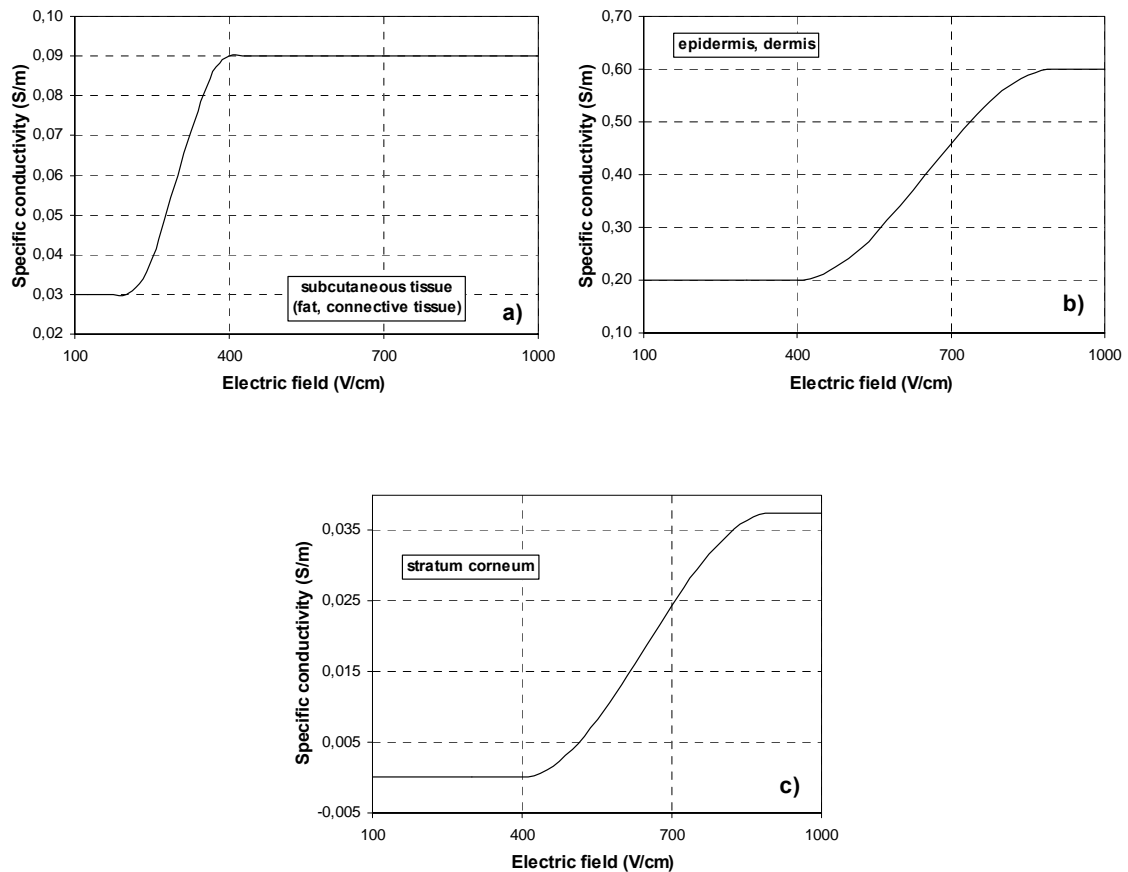 0,10
0,09
0,08
0,07
0,06
0,05
0,04
0,03
0,02
Specific conductivity (S/m)
subcutaneous tissue
(fat, connective tissue)
a)
100 400 700 1000
Electric field (V/cm)
0,70
0,60
0,50
0,40
0,30
0,20
0,10
Specific conductivity (S/m)
epidermis, dermis
b)
100 400 700 1000
Electric field (V/cm)
0,035
0,025
0,015
0,005
-0,005
Specific conductivity (S/m)
stratum corneum
c)
100 400 700 1000
Electric field (V/cm)